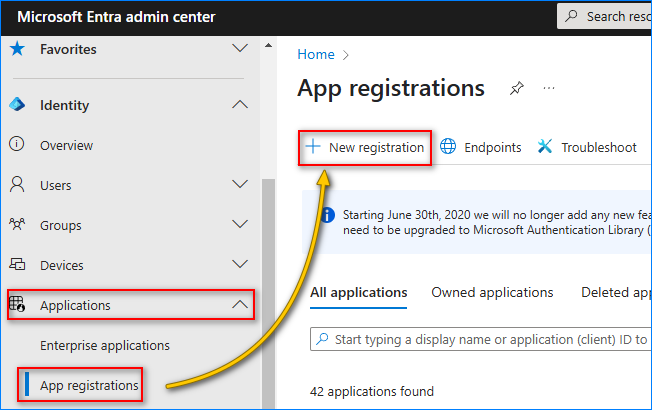 Microsoft Entra admin center
Search resc
Favorites
Identity
Overview
Users
Groups
Devices
Applications
Enterprise applications
App registrations
Home
App registrations
New registration
Endpoints
Troubleshoot
Starting June 30th, 2020 we will no longer add any new fea
need to be upgraded to Microsoft Authentication Library (
All applications
Owned applications
Deleted app
Start typing a display name or application (client) ID to
42 applications found